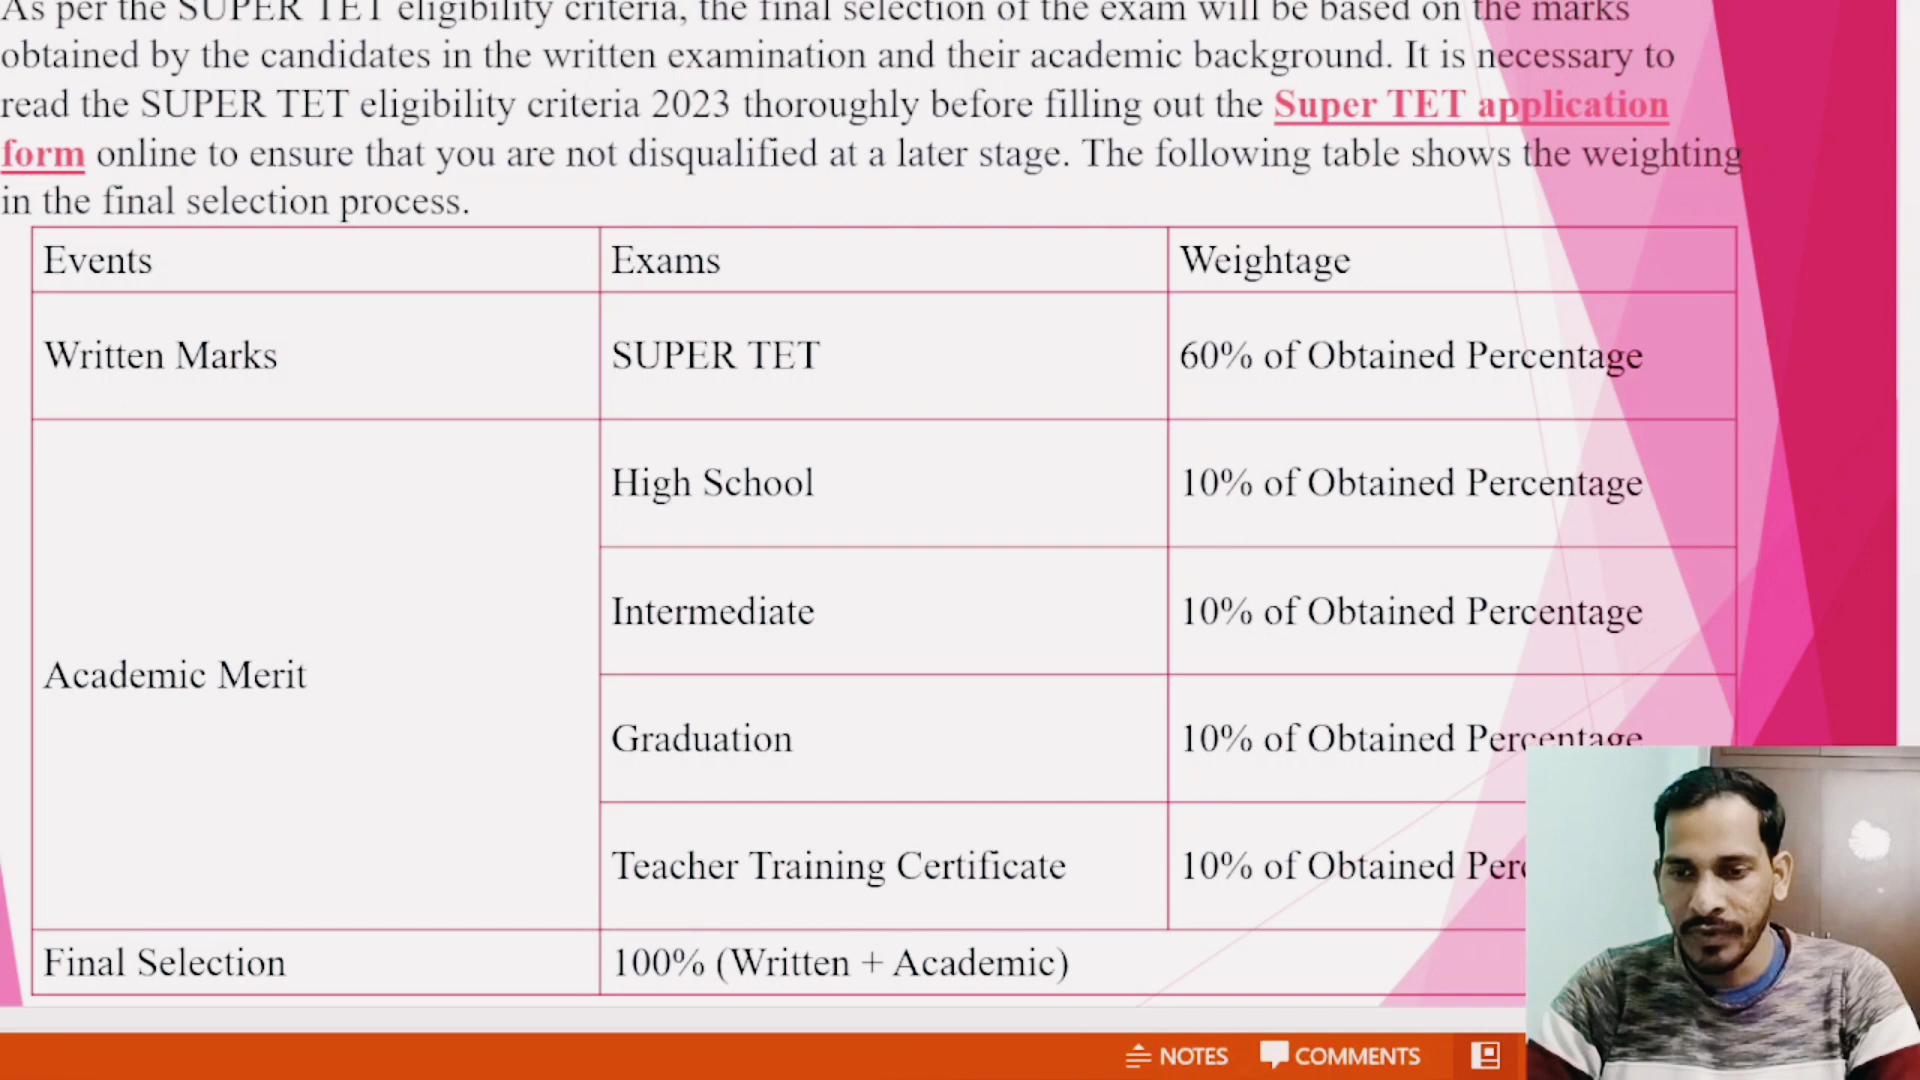 As per the SUPER TET eligibility criteria, the final selection of the exam will be based on the marks
obtained by the candidates in the written examination and their academic background. It is necessary to
read the SUPER TET eligibility criteria 2023 thoroughly before filling out the Super TET application
form online to ensure that you are not disqualified at a later stage. The following table shows the weighting
in the final selection process.
Events Exams Weightage
Written Marks SUPER TET 60% of Obtained Percentage
High School 10% of Obtained Percentage
Intermediate 10% of Obtained Percentage
Academic Merit
Graduation 10% of Obtained Percentage
Teacher Training Certificate 10% of Obtained
Final Selection 100% (Written + Academic)
NOTES COMMENTS